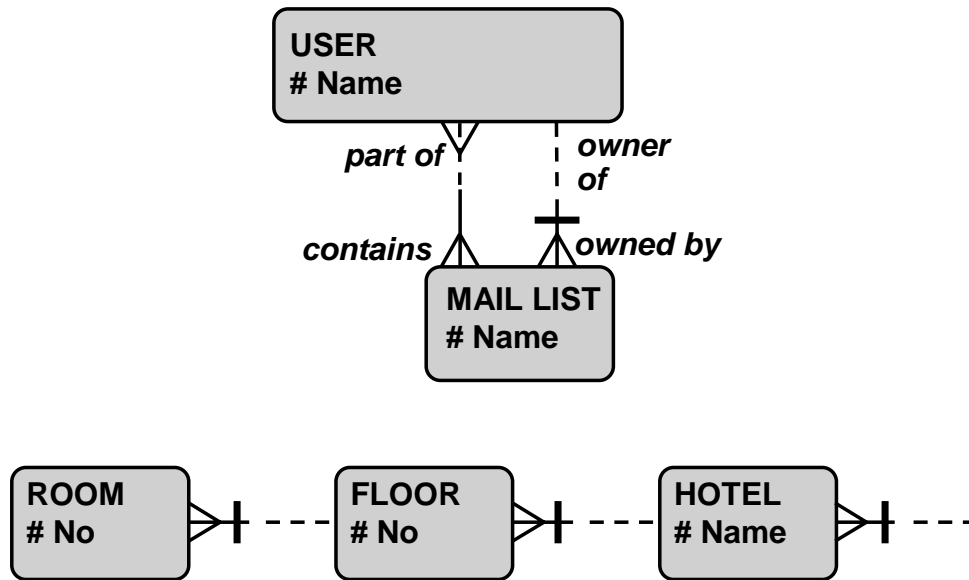 USER
# Name
part of
owner
of
contains
owned by
MAIL LIST
# Name
ROOM
# No
FLOOR
# No
HOTEL
# Name